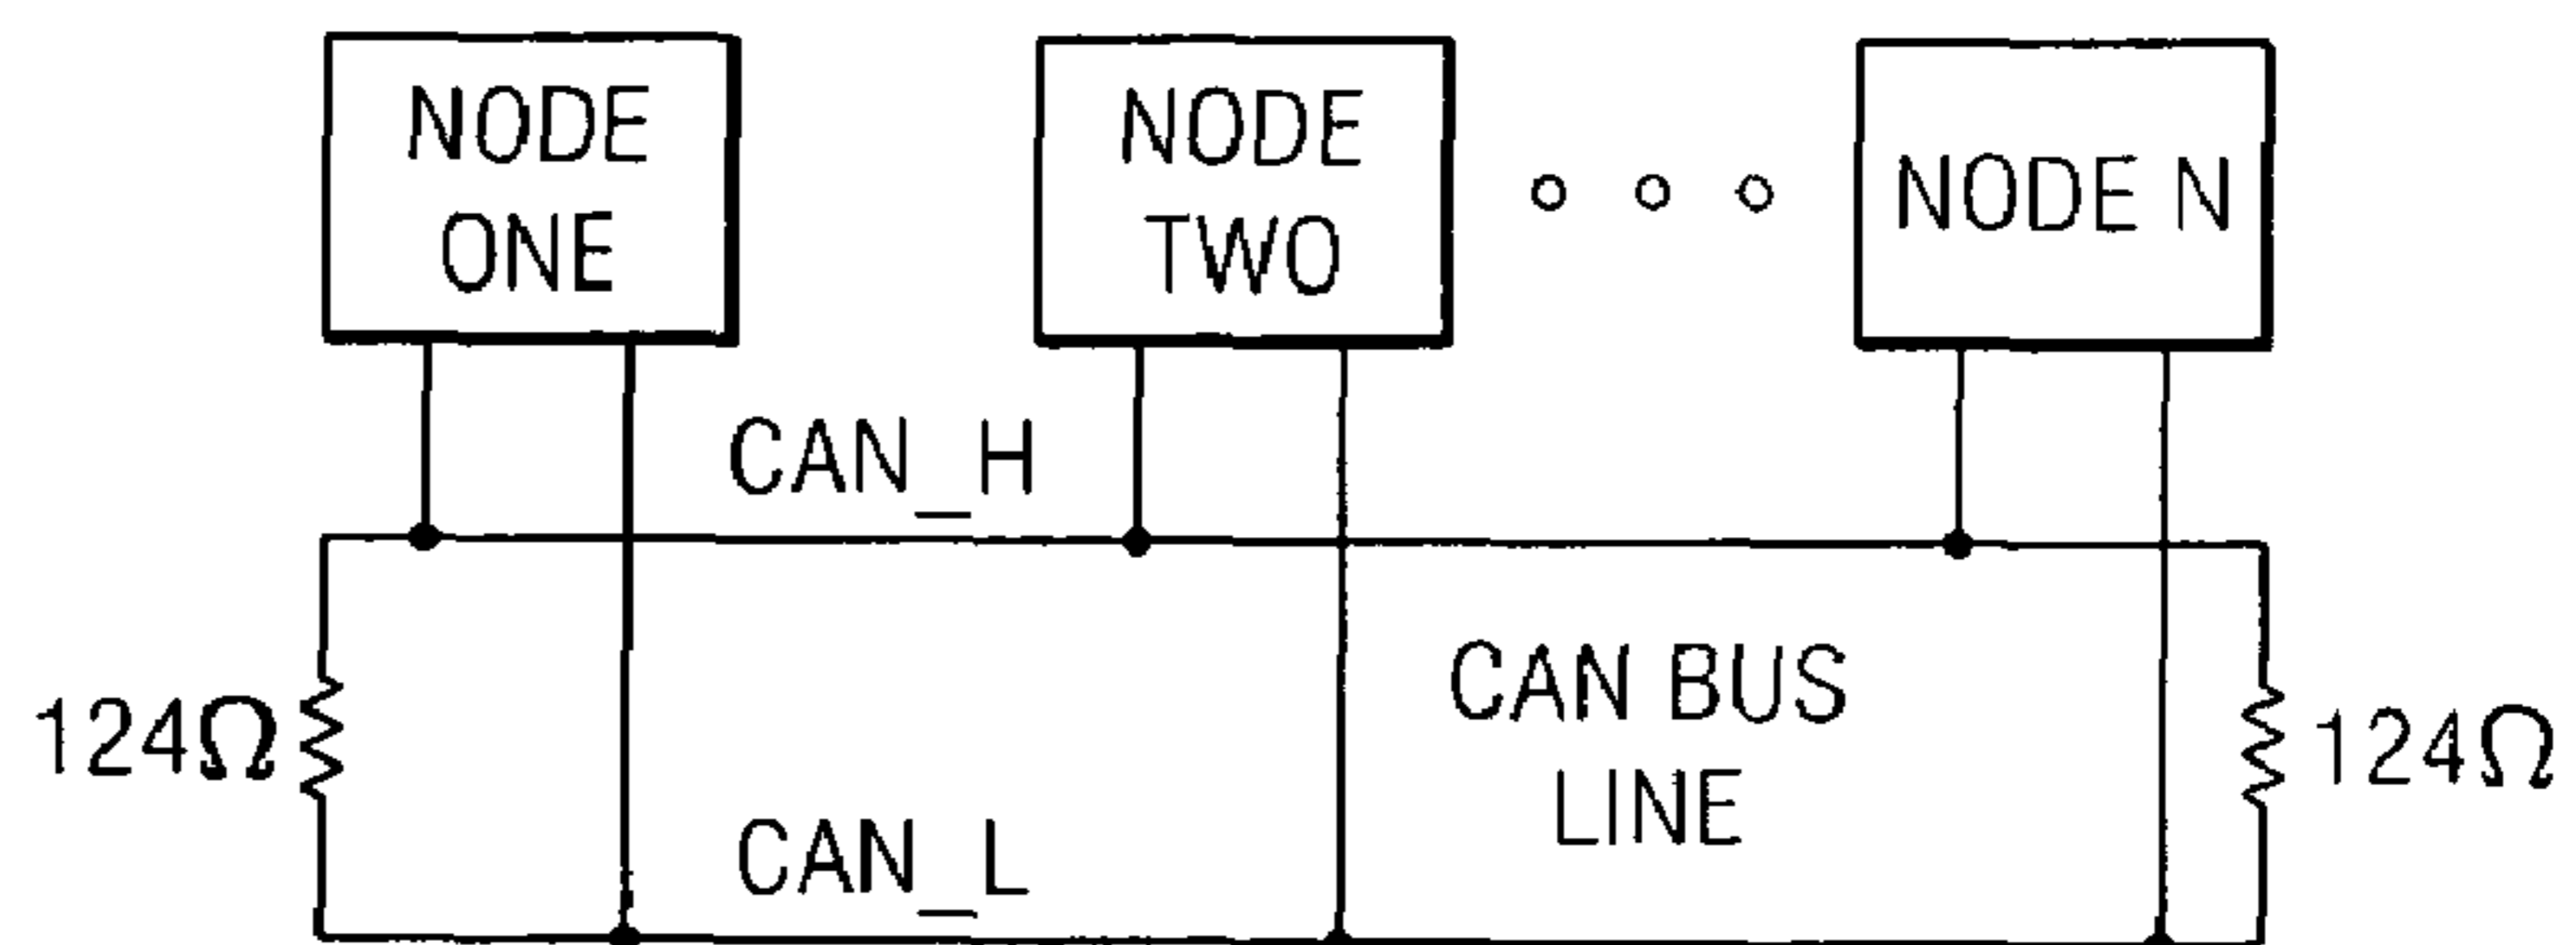 NODE
ONE
NODE
TWO
NODE N
CAN_H
124Ω
CAN BUS
LINE
124Ω
CAN_L